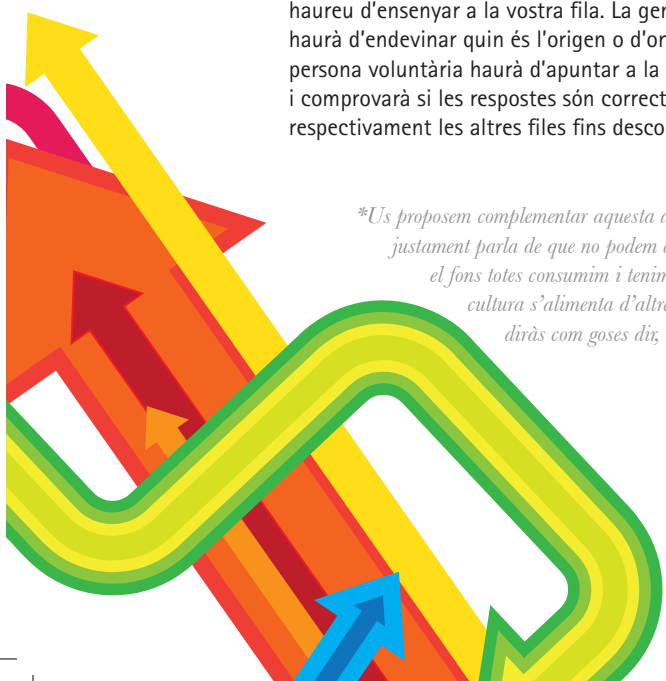 haureu d'ensenyar a la vostra fila. La ger
haurà d'endevinar quin és l'origen o d'or
persona voluntària haurà d'apuntar a la
i comprovarà si les respostes són correct
respectivament les altres files fins desco
*Us proposem complementar aquesta a
justament parla de que no podem
el fons totes consumim i tenim
cultura s'alimenta d'altre
diràs com goses dir,